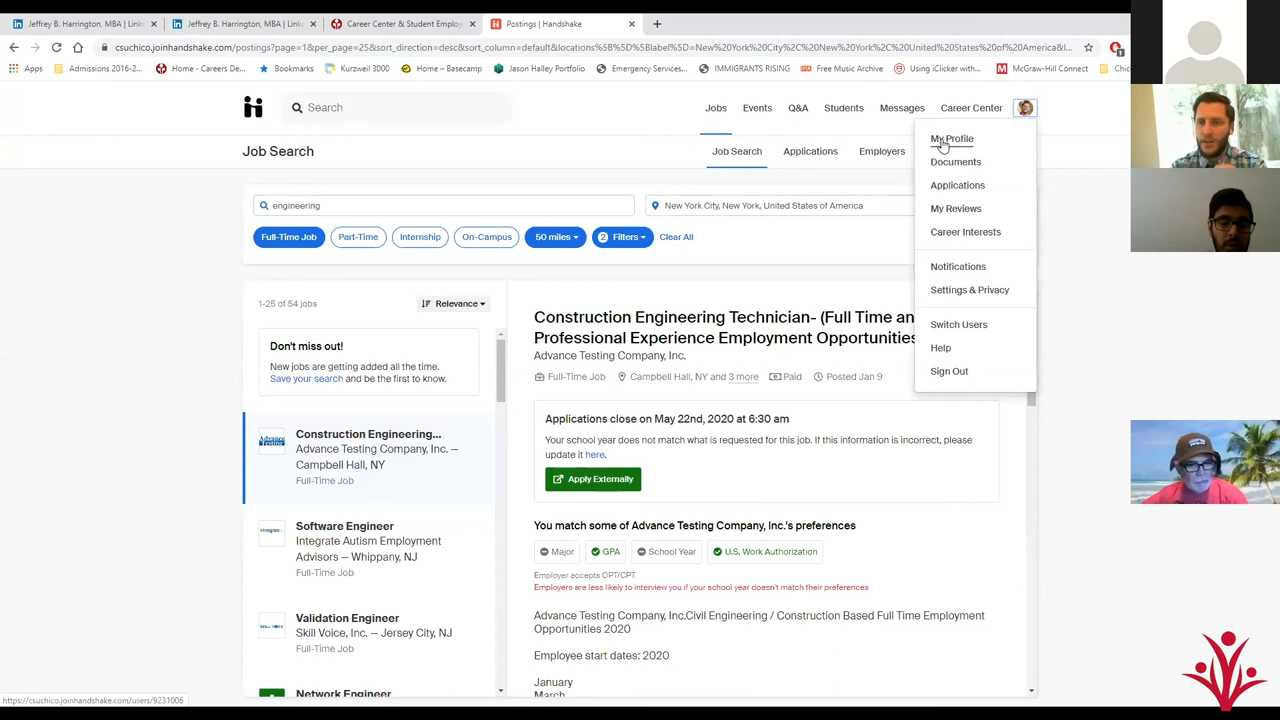 Jeffrey B. Harrington, MBA | Linke
Jeffrey B. Harrington, MBA | Link
Career Center & Student Employ
Postings | Handshake
csuchico.joinhandshake.com/postings?page=1&per_page=25&sort_direction=desc&sort_column=default&locations%5B%5D%5Blabel%5D=New%20York%20City%2C%20New%20York%2C%20United%20States%20of%20America&l...
Apps
Admissions 2016-2...
Home - Careers De...
Bookmarks
Kurzweil 3000
Home – Basecamp
Jason Halley Portfolio
Emergency Services...
IMMIGRANTS RISING
Free Music Archive
Using iClicker with...
McGraw-Hill Connect
Chic
Search
Jobs
Events
Q&A
Students
Messages
Career Center
Job Search
Job Search
Applications
Employers
My Profile
Documents
Applications
My Reviews
Career Interests
Notifications
Settings & Privacy
Switch Users
Help
Sign Out
engineering
New York City, New York, United States of America
Full-Time Job
Part-Time
Internship
On-Campus
50 miles
2 Filters
Clear All
1-25 of 54 jobs
Relevance
Don't miss out!
New jobs are getting added all the time.
Save your search and be the first to know.
Construction Engineering...
Advance Testing Company, Inc. —
Campbell Hall, NY
Full-Time Job
Software Engineer
Integrate Autism Employment
Advisors — Whippany, NJ
Full-Time Job
Validation Engineer
Skill Voice, Inc. — Jersey City, NJ
Full-Time Job
Network Engineer
Construction Engineering Technician- (Full Time an
Professional Experience Employment Opportunities
Advance Testing Company, Inc.
Full-Time Job
Campbell Hall, NY and 3 more
Paid
Posted Jan 9
Applications close on May 22nd, 2020 at 6:30 am
Your school year does not match what is requested for this job. If this information is incorrect, please
update it here.
Apply Externally
You match some of Advance Testing Company, Inc.'s preferences
Major
GPA
School Year
U.S. Work Authorization
Employer accepts OPT/CPT.
Employers are less likely to interview you if your school year doesn't match their preferences
Advance Testing Company, Inc.Civil Engineering / Construction Based Full Time Employment
Opportunities 2020
Employee start dates: 2020
January
March
https://csuchico.joinhandshake.com/users/9231006